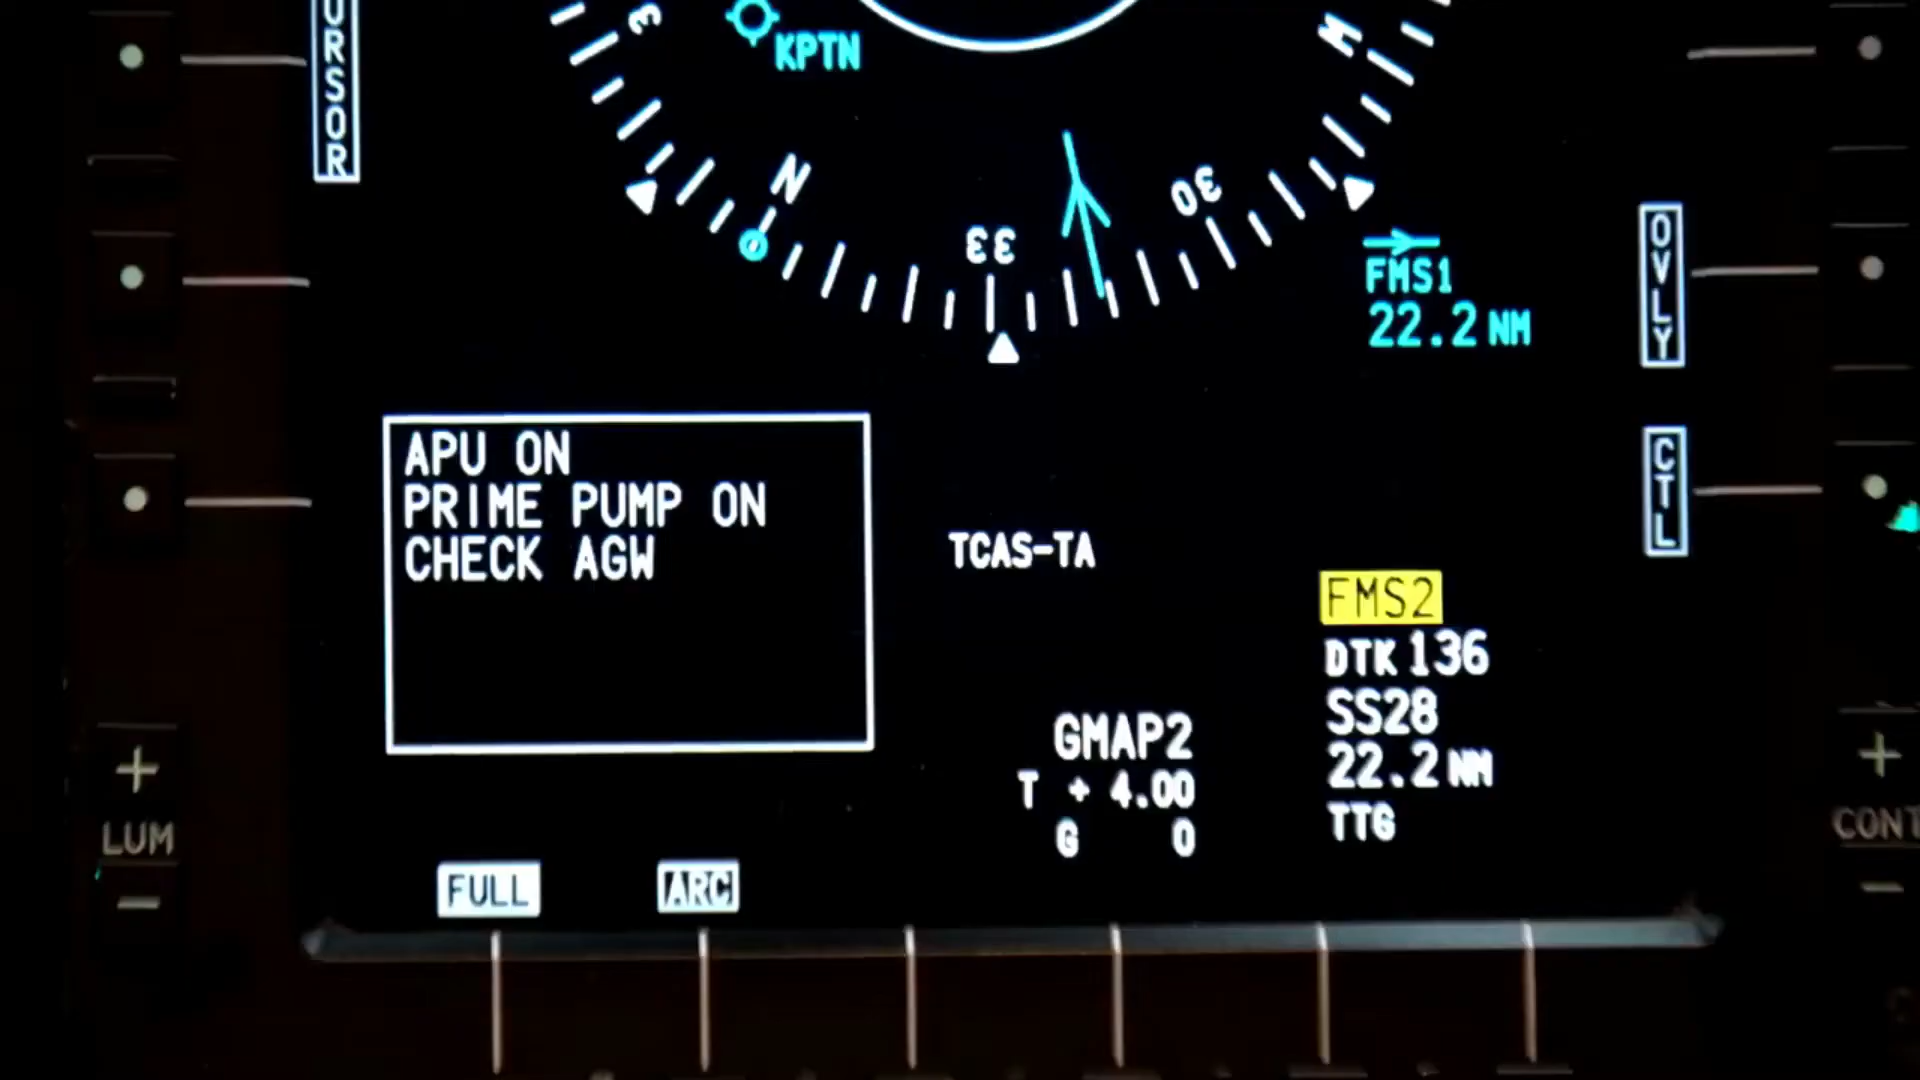 CURSOR
3
KPTN
W
N
33
30
FMS1
22.2 NM
OVLY
CTL
APU ON
PRIME PUMP ON
CHECK AGW
TCAS-TA
FMS2
DTK 136
SS28
22.2 NM
TTG
GMAP2
T + 4.00
G 0
+
LUM
-
+
CONT
-
FULL
ARC